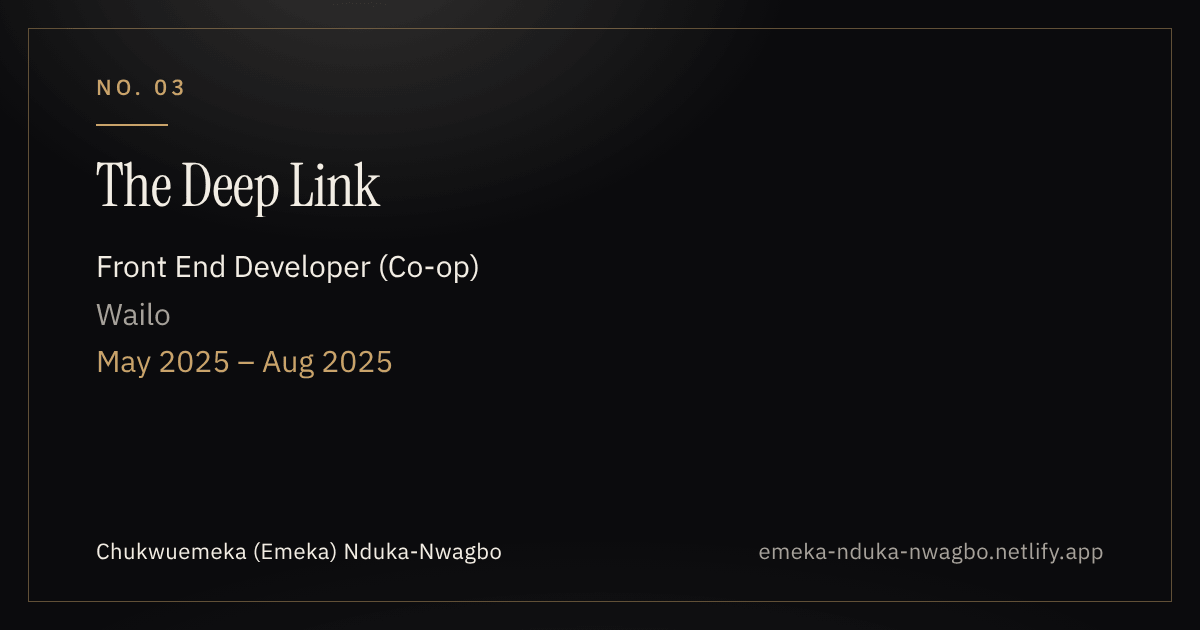 NO. 03
The Deep Link
Front End Developer (Co-op)
Wailo
May 2025 – Aug 2025
Chukwuemeka (Emeka) Nduka-Nwagbo
emeka-nduka-nwagbo.netlify.app